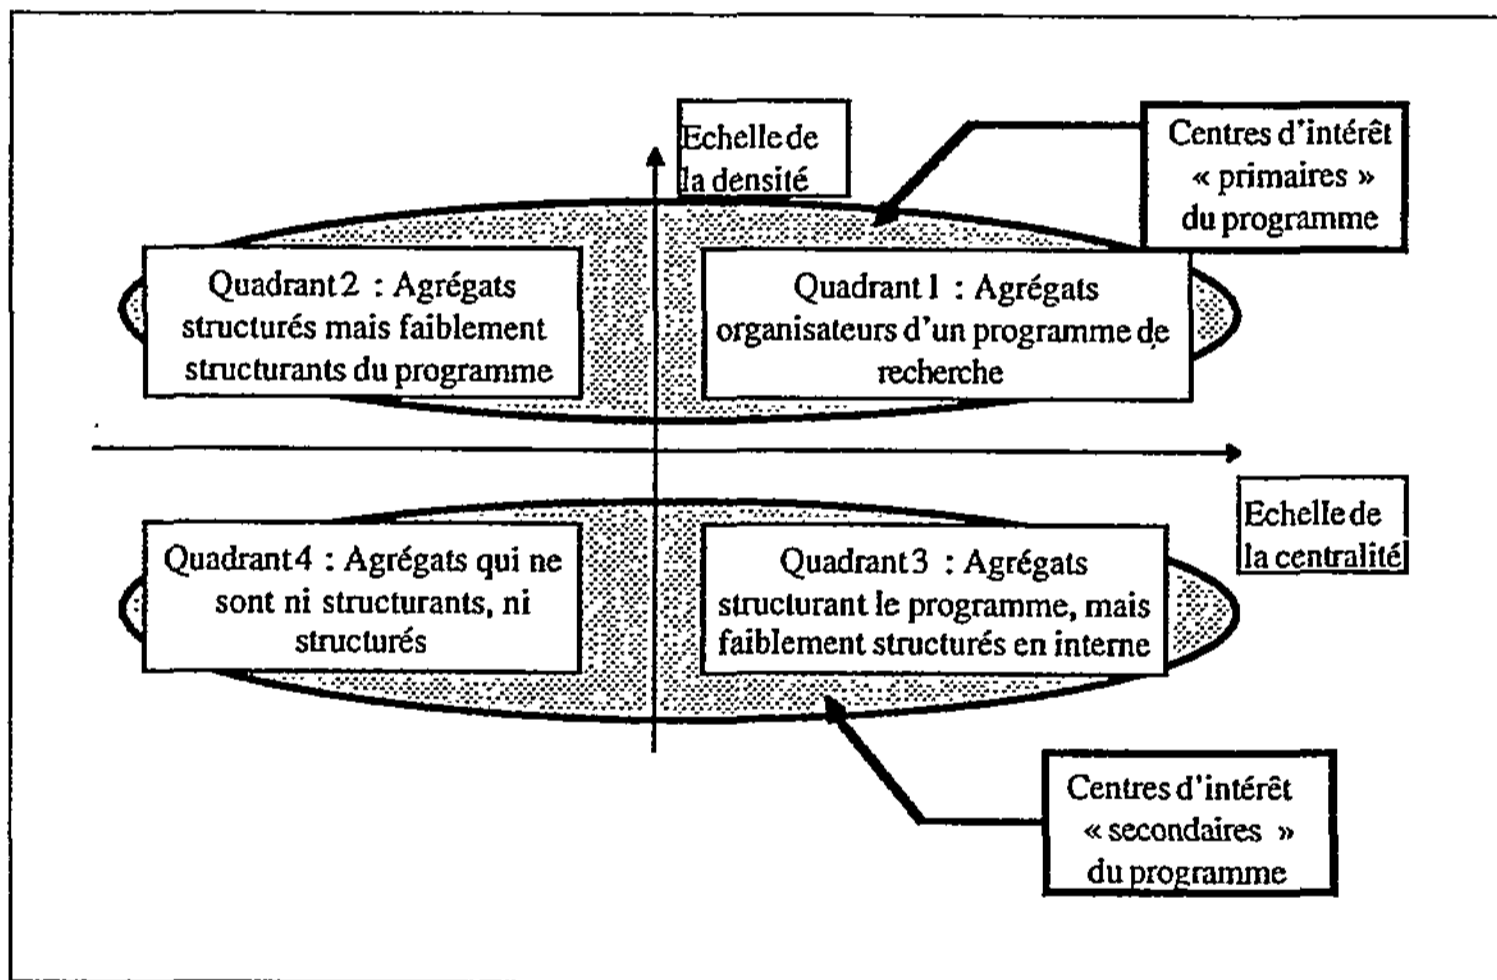 Echelle de
la densité
Centres d'intérêt
« primaires »
du programme
Quadrant 2 : Agrégats
structurés mais faiblement
structurants du programme
Quadrant 1 : Agrégats
organisateurs d'un programme de
recherche
Echelle de
la centralité
Quadrant 4 : Agrégats qui ne
sont ni structurants, ni
structurés
Quadrant 3 : Agrégats
structurant le programme, mais
faiblement structurés en interne
Centres d'intérêt
« secondaires »
du programme